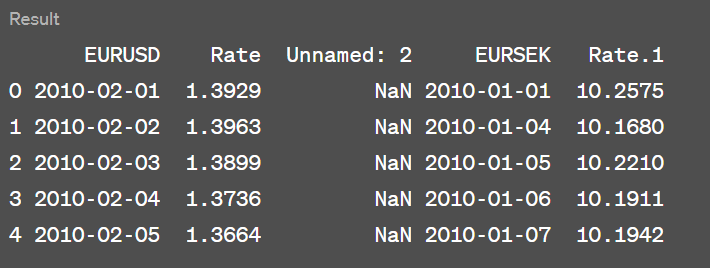 Result
EURUSD Rate Unnamed: 2 EURSEK Rate.1
0 2010-02-01 1.3929 NaN 2010-01-01 10.2575
1 2010-02-02 1.3963 NaN 2010-01-04 10.1680
2 2010-02-03 1.3899 NaN 2010-01-05 10.2210
3 2010-02-04 1.3736 NaN 2010-01-06 10.1911
4 2010-02-05 1.3664 NaN 2010-01-07 10.1942